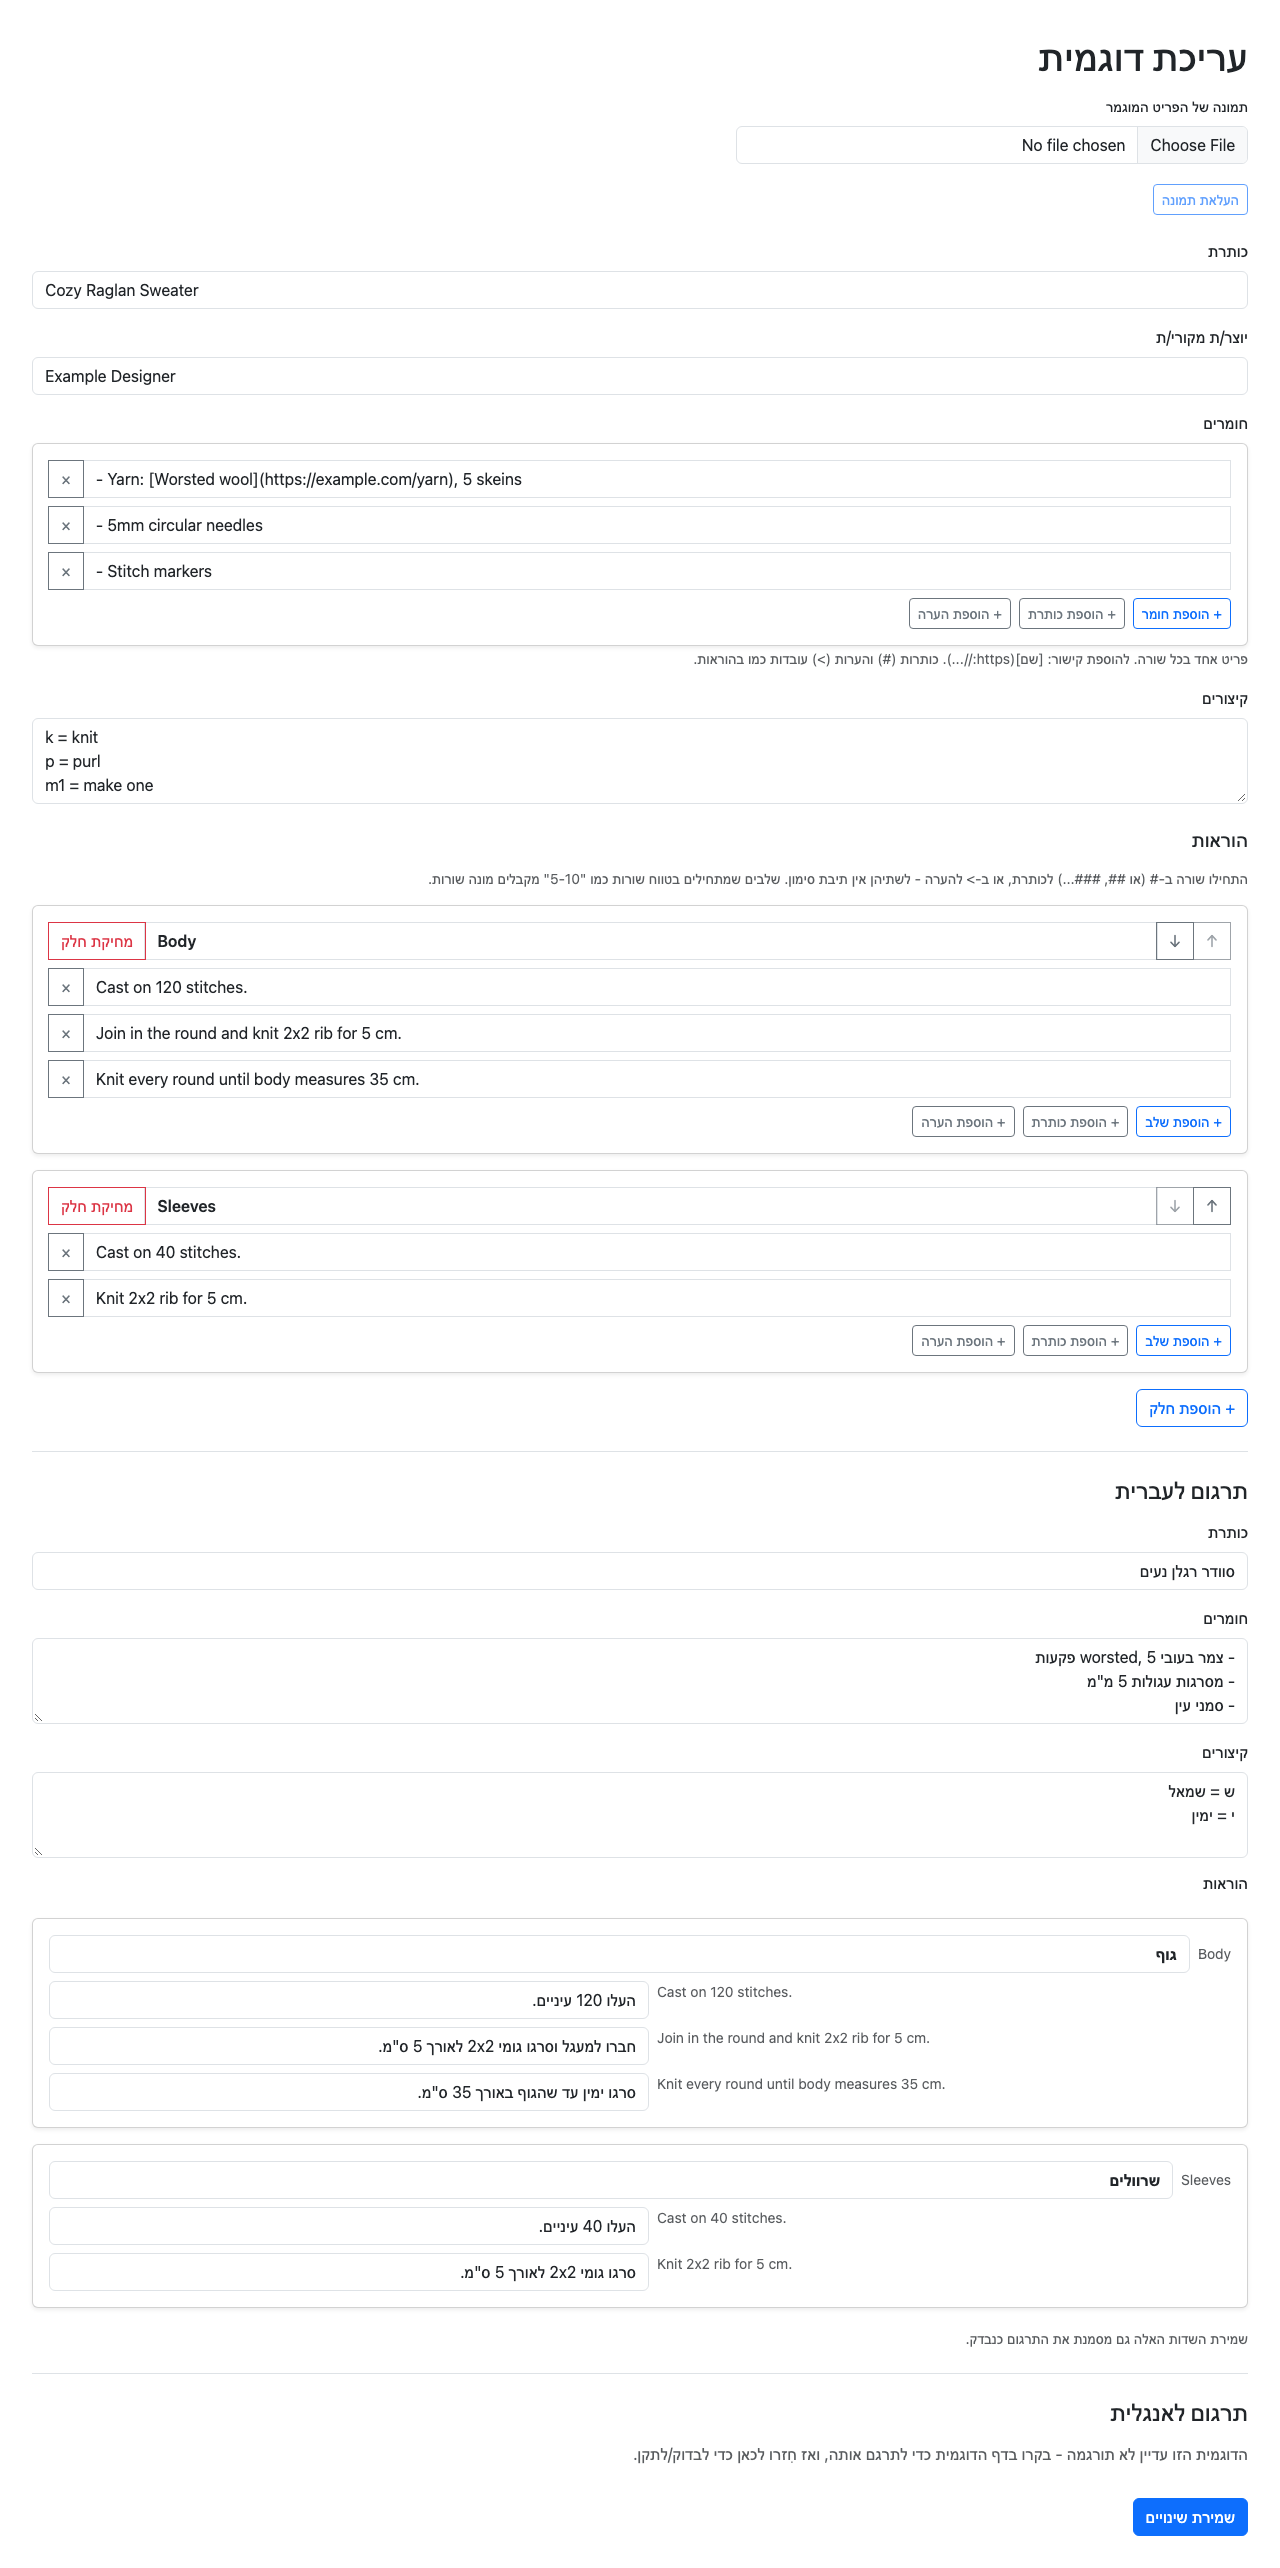 עריכת דוגמית
תמונה של הפריט המוגמר
Choose File No file chosen
העלאת תמונה
כותרת
Cozy Raglan Sweater
יוצר/ת מקורי/ת
Example Designer
חומרים
- Yarn: [Worsted wool](https://example.com/yarn), 5 skeins ×
- 5mm circular needles ×
- Stitch markers ×
+ הוספת חומר + הוספת כותרת + הוספת הערה
פריט אחד בכל שורה. להוספת קישור: [שם](https://...). כותרות (#) והערות (>) עובדות כמו בהוראות.
קיצורים
k = knit
p = purl
m1 = make one
הוראות
התחילו שורה ב-# (או ##, ###...) לכותרת, או ב-> להערה - לשתיהן אין תיבת סימון. שלבים שמתחילים בטווח שורות כמו "5-10" מקבלים מונה שורות.
↑ ↓ Body מחיקת חלק
Cast on 120 stitches. ×
Join in the round and knit 2x2 rib for 5 cm. ×
Knit every round until body measures 35 cm. ×
+ הוספת שלב + הוספת כותרת + הוספת הערה
↑ ↓ Sleeves מחיקת חלק
Cast on 40 stitches. ×
Knit 2x2 rib for 5 cm. ×
+ הוספת שלב + הוספת כותרת + הוספת הערה
+ הוספת חלק
תרגום לעברית
כותרת
סוודר רגלן נעים
חומרים
- צמר בעובי worsted, 5 פקעות
- מסרגות עגולות 5 מ"מ
- סמני עין
קיצורים
ש = שמאל
י = ימין
הוראות
Body גוף
Cast on 120 stitches. העלו 120 עיניים.
Join in the round and knit 2x2 rib for 5 cm. חברו למעגל וסרגו גומי 2x2 לאורך 5 ס"מ.
Knit every round until body measures 35 cm. סרגו ימין עד שהגוף באורך 35 ס"מ.
Sleeves שרוולים
Cast on 40 stitches. העלו 40 עיניים.
Knit 2x2 rib for 5 cm. סרגו גומי 2x2 לאורך 5 ס"מ.
שמירת השדות האלה גם מסמנת את התרגום כנבדק.
תרגום לאנגלית
הדוגמית הזו עדיין לא תורגמה - בקרו בדף הדוגמית כדי לתרגם אותה, ואז חִזרו לכאן כדי לבדוק/לתקן.
שמירת שינויים